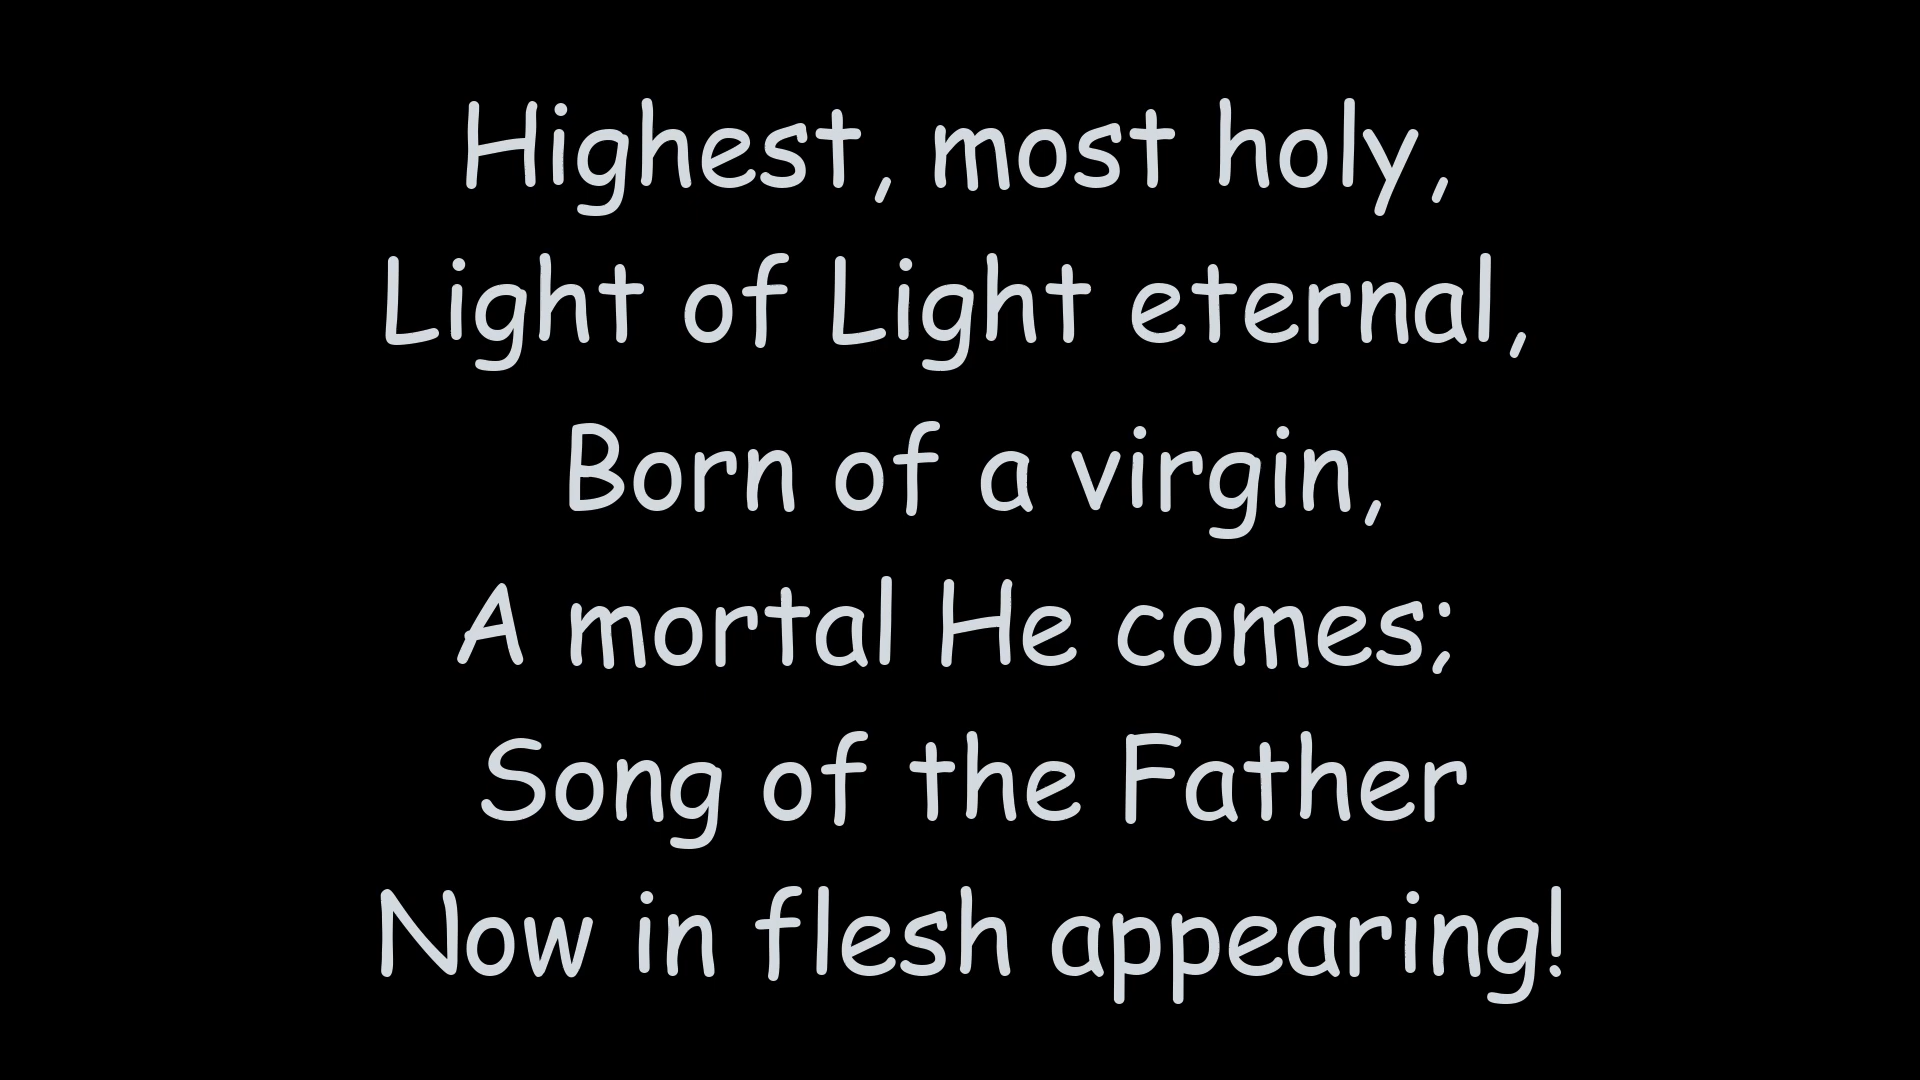 Highest, most holy,
Light of Light eternal,
Born of a virgin,
A mortal He comes;
Song of the Father
Now in flesh appearing!